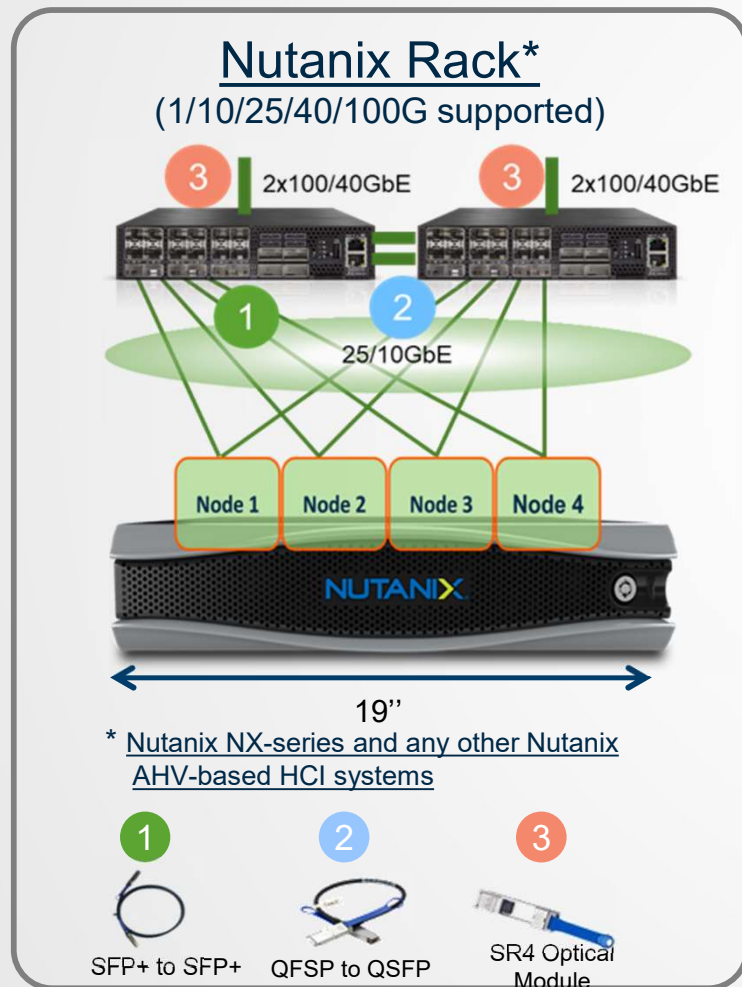 Nutanix Rack*
(1/10/25/40/100G supported)
3 2x100/40GbE 3 2x100/40GbE
1 2
25/10GbE
Node 1 Node 2 Node 3 Node 4
NUTANIX
19’’
* Nutanix NX-series and any other Nutanix
AHV-based HCI systems
1 2 3
SFP+ to SFP+ QFSP to QSFP SR4 Optical
Module